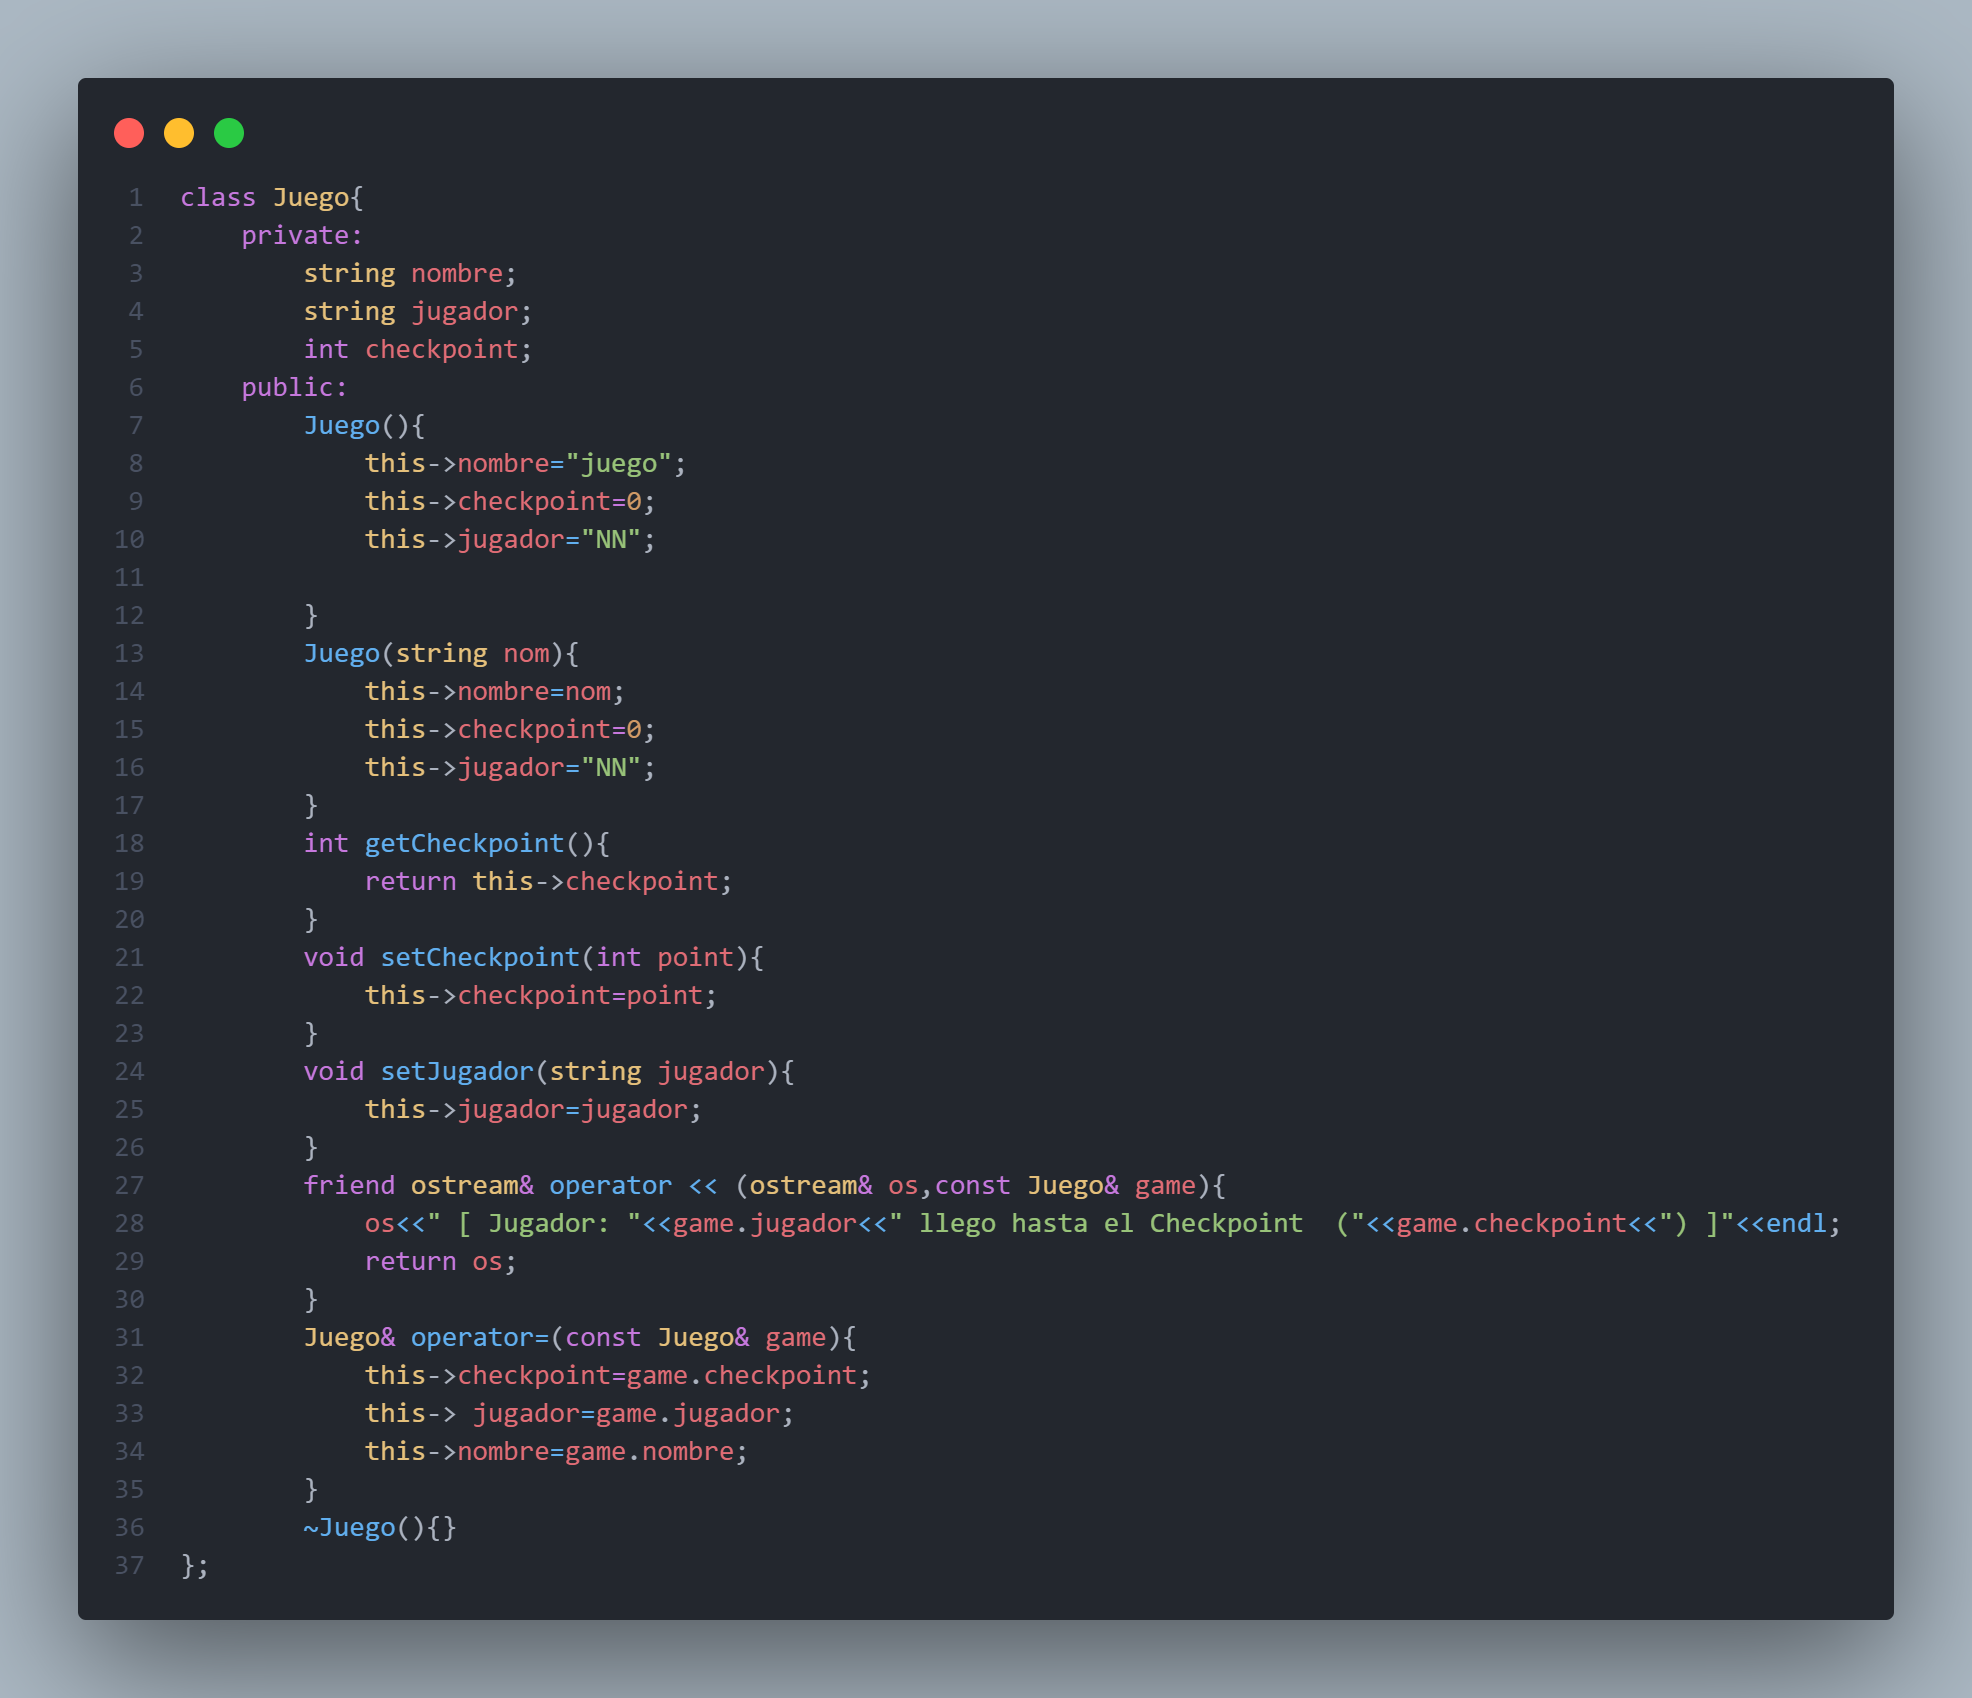 1 class Juego{
2     private:
3         string nombre;
4         string jugador;
5         int checkpoint;
6     public:
7         Juego(){
8             this->nombre="juego";
9             this->checkpoint=0;
10             this->jugador="NN";
11
12         }
13         Juego(string nom){
14             this->nombre=nom;
15             this->checkpoint=0;
16             this->jugador="NN";
17         }
18         int getCheckpoint(){
19             return this->checkpoint;
20         }
21         void setCheckpoint(int point){
22             this->checkpoint=point;
23         }
24         void setJugador(string jugador){
25             this->jugador=jugador;
26         }
27         friend ostream& operator << (ostream& os,const Juego& game){
28             os<<" [ Jugador: "<<game.jugador<<" llego hasta el Checkpoint  ("<<game.checkpoint<<") ]"<<endl;
29             return os;
30         }
31         Juego& operator=(const Juego& game){
32             this->checkpoint=game.checkpoint;
33             this-> jugador=game.jugador;
34             this->nombre=game.nombre;
35         }
36         ~Juego(){}
37 };